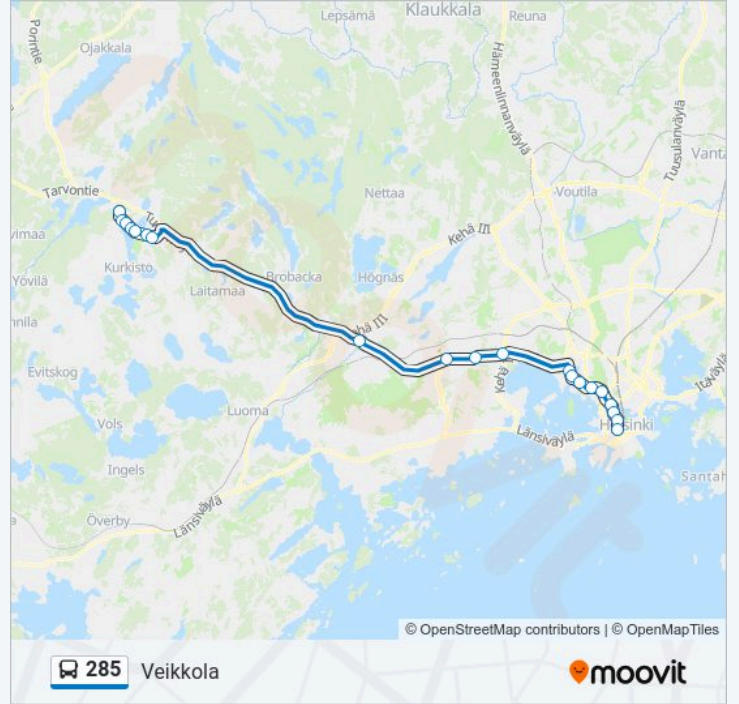 Klaukkala
Lepsämä
Reuna
Porintie
Ojakkala
Hämeenlinnanväylä
Tuusulanväylä
Vanta
Tarvontie
Nettaa
Voutila
Kehä III
Kurkisto
Brobacka
Högnäs
Yövilä
Laitamaa
Kehä III
Evitskog
Luoma
Vols
Länsiväylä
Helsinki
Itäväylä
Ingels
Santah
Överby
Länsiväylä
© OpenStreetMap contributors | © OpenMapTiles
285 Veikkola
moovit